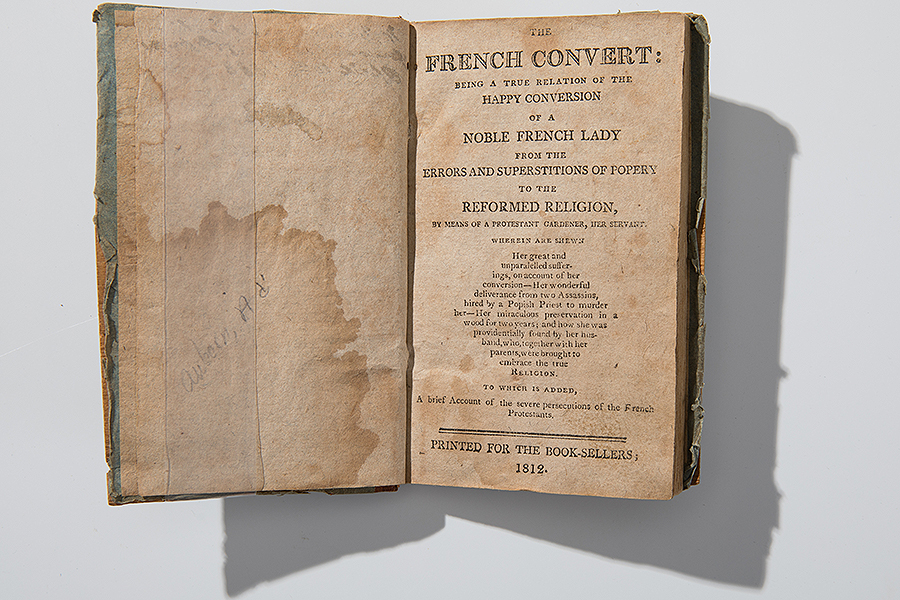 THE
FRENCH CONVERT:
BEING A TRUE RELATION OF THE
HAPPY CONVERSION
OF A
NOBLE FRENCH LADY
FROM THE
ERRORS AND SUPERSTITIONS OF POPERY
TO THE
REFORMED RELIGION,
BY MEANS OF A PROTESTANT GARDENER, HER SERVANT.
WHEREIN ARE SHEWN
Her great and
unparalelled suffer-
ings, on account of her
conversion—Her wonderful
deliverance from two Assassins,
hired by a Popish Priest to murder
her—Her miraculous preservation in a
wood for two years; and how she was
providentially found by her hus-
band, who, together with her
parents, were brought to
embrace the true
RELIGION.
TO WHICH IS ADDED,
A brief Account of the severe persecutions of the French
Protestants.
PRINTED FOR THE BOOK-SELLERS;
1812.